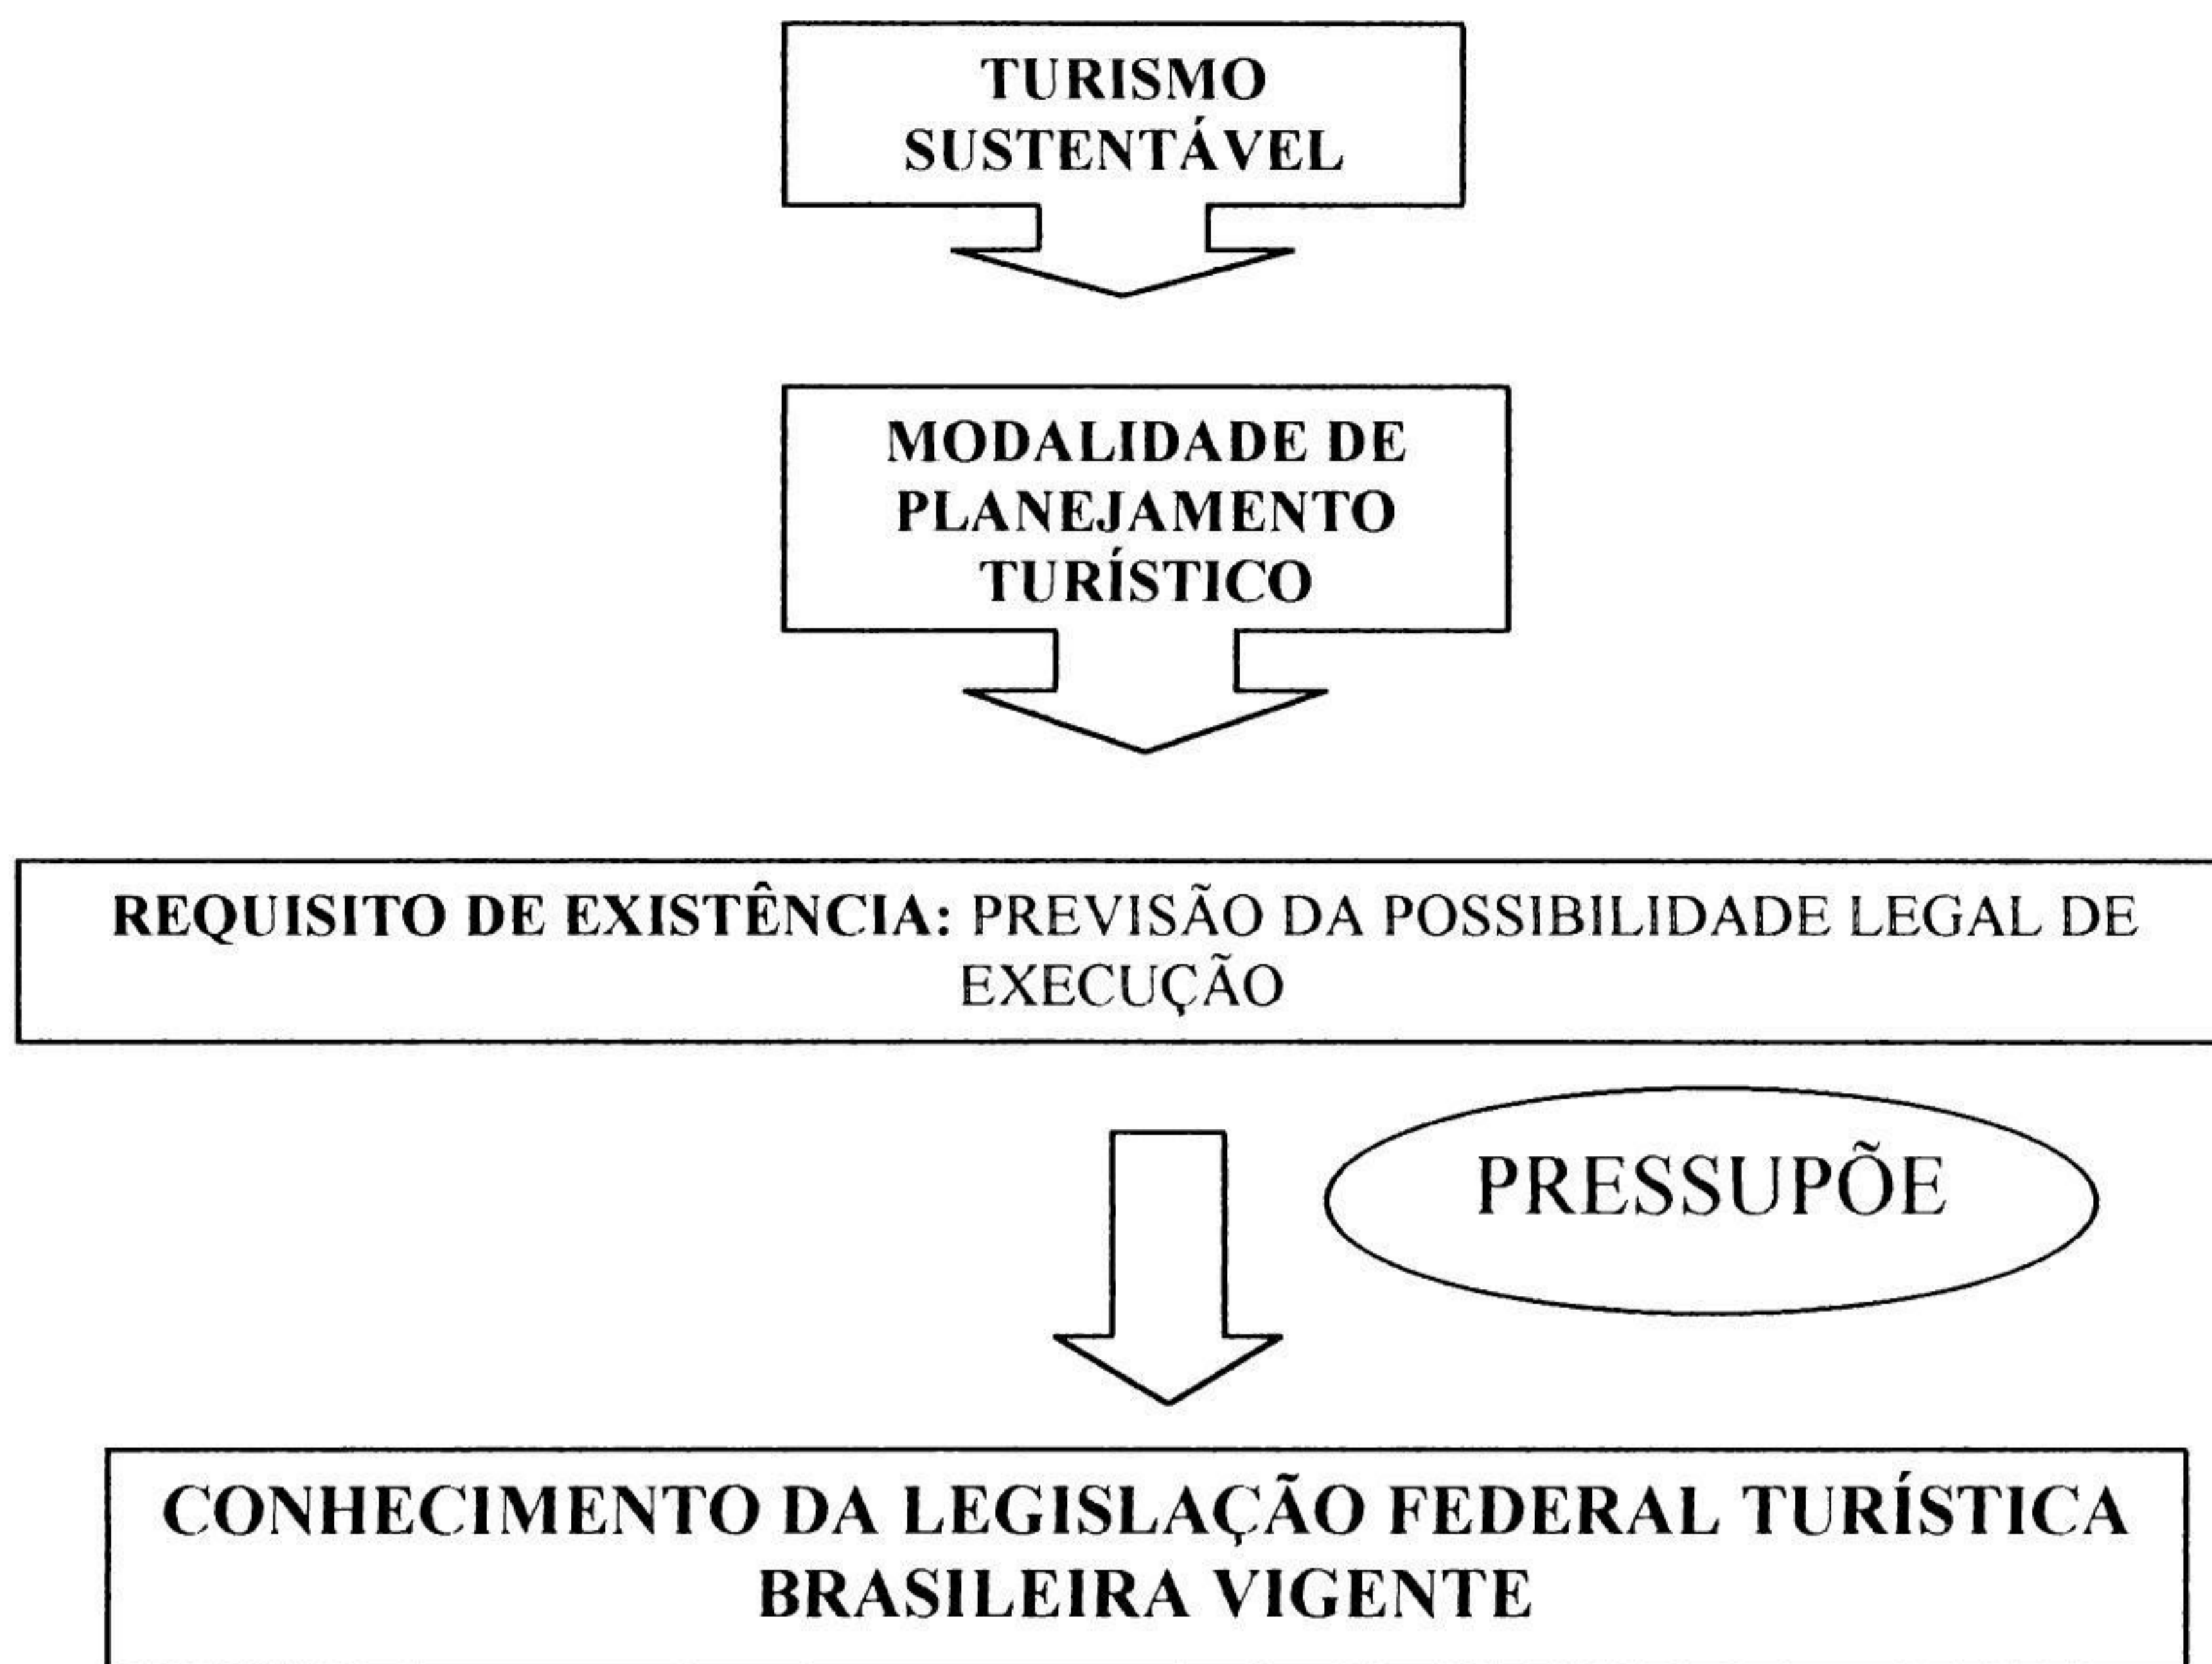 TURISMO
SUSTENTÁVEL
MODALIDADE DE
PLANEJAMENTO
TURÍSTICO
REQUISITO DE EXISTÊNCIA: PREVISÃO DA POSSIBILIDADE LEGAL DE
EXECUÇÃO
PRESSUPÕE
CONHECIMENTO DA LEGISLAÇÃO FEDERAL TURÍSTICA
BRASILEIRA VIGENTE